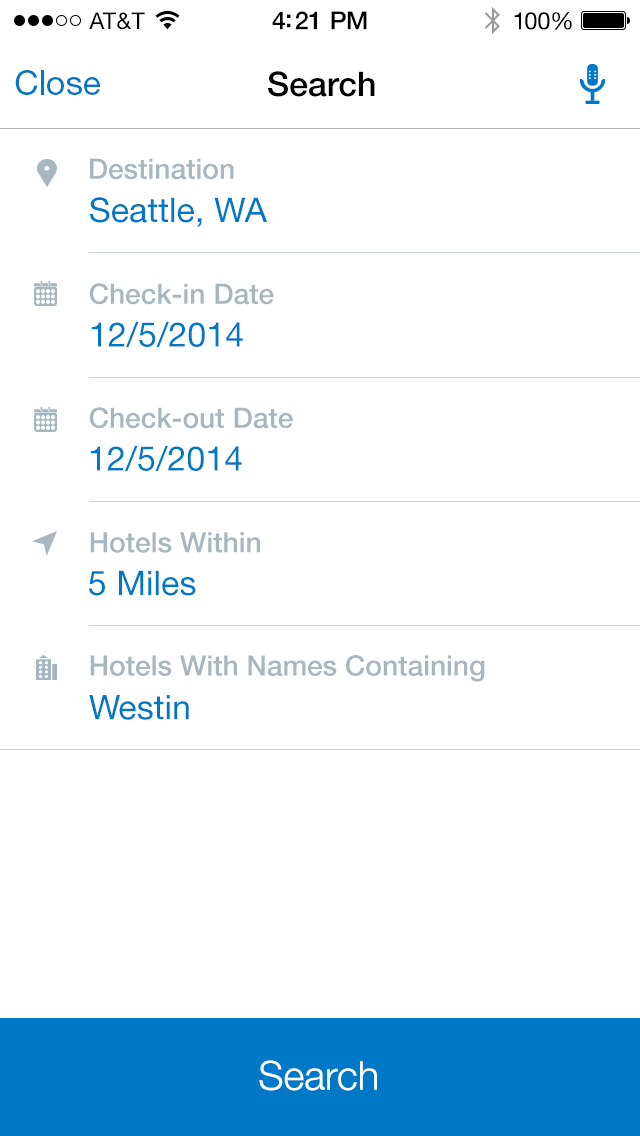 AT&T 4:21 PM 100%
Close Search
Destination
Seattle, WA
Check-in Date
12/5/2014
Check-out Date
12/5/2014
Hotels Within
5 Miles
Hotels With Names Containing
Westin
Search